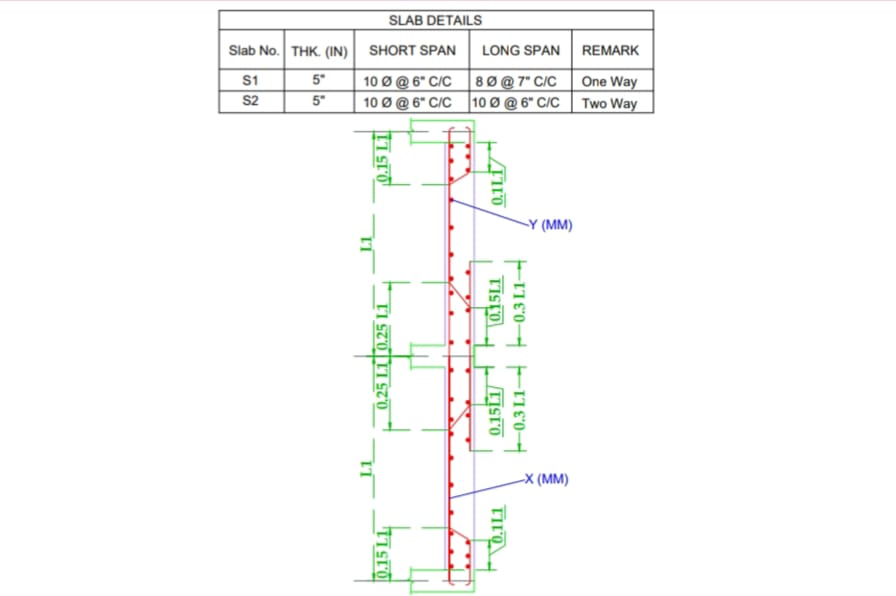 SLAB DETAILS
Slab No. THK. (IN) SHORT SPAN LONG SPAN REMARK
S1 5" 10 Ø @ 6" C/C 8 Ø @ 7" C/C One Way
S2 5" 10 Ø @ 6" C/C 10 Ø @ 6" C/C Two Way
0.15 L1
0.1L1
Y (MM)
L1
0.25 L1
0.15L1
0.3 L1
0.25 L1
0.15L1
0.3 L1
L1
X (MM)
0.1L1
0.15 L1